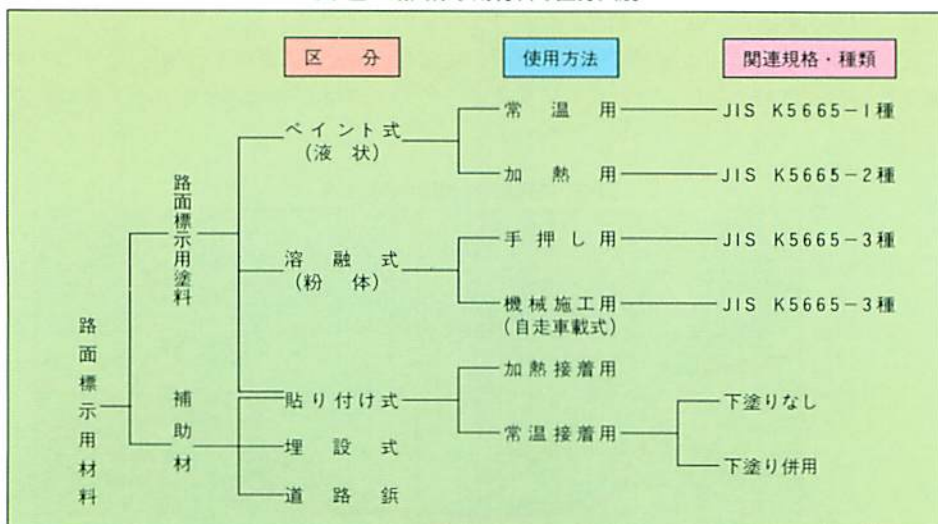 区分 使用方法 関連規格・種類
常温用 JIS K5665-1種
ペイント式
(液状)
加熱用 JIS K5665-2種
路面標示用塗料
手押し用 JIS K5665-3種
溶融式
(粉体)
機械施工用 JIS K5665-3種
(自走車載式)
路面標示用材料
加熱接着用
補助材
貼り付け式 下塗りなし
常温接着用
埋設式
下塗り併用
道路鋲